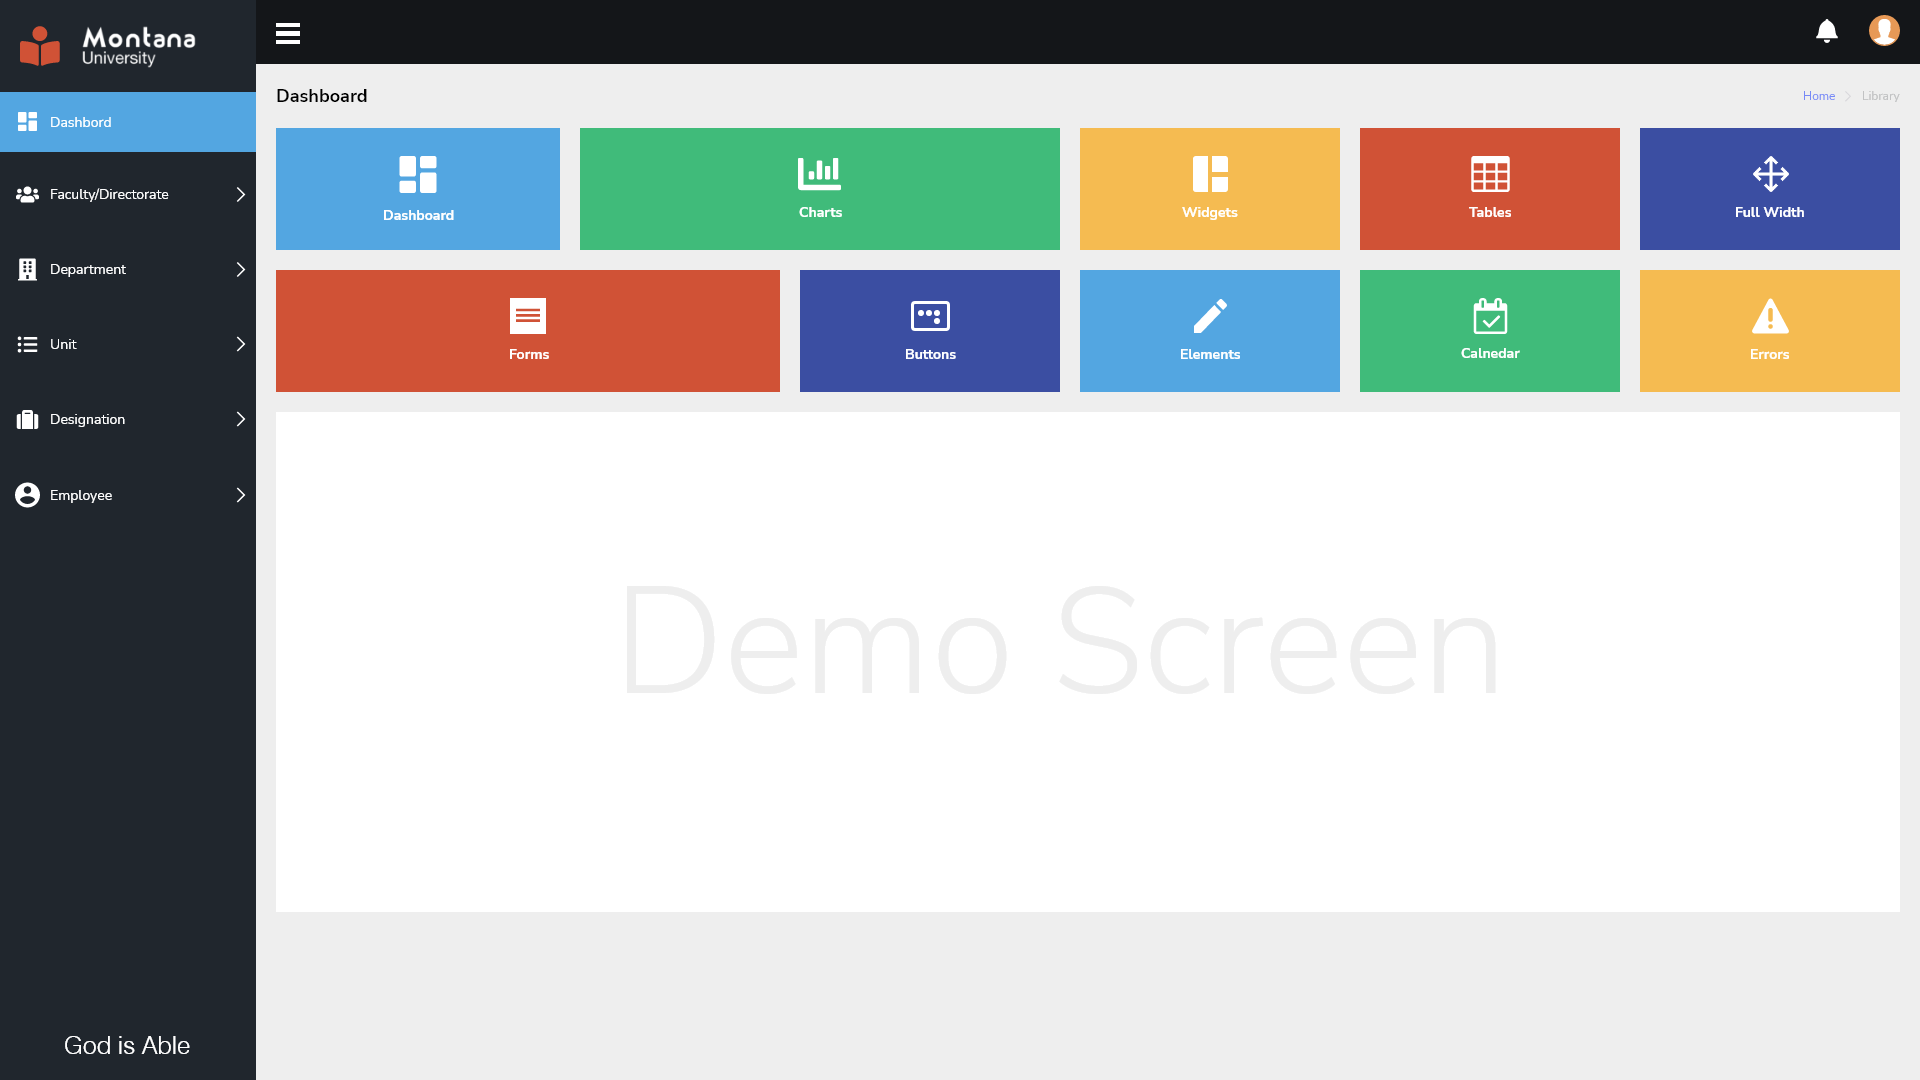 Montana
University
Dashbord
Faculty/Directorate
Department
Unit
Designation
Employee
God is Able
Dashboard
Home
Library
Dashboard
Charts
Widgets
Tables
Full Width
Forms
Buttons
Elements
Calnedar
Errors
Demo Screen